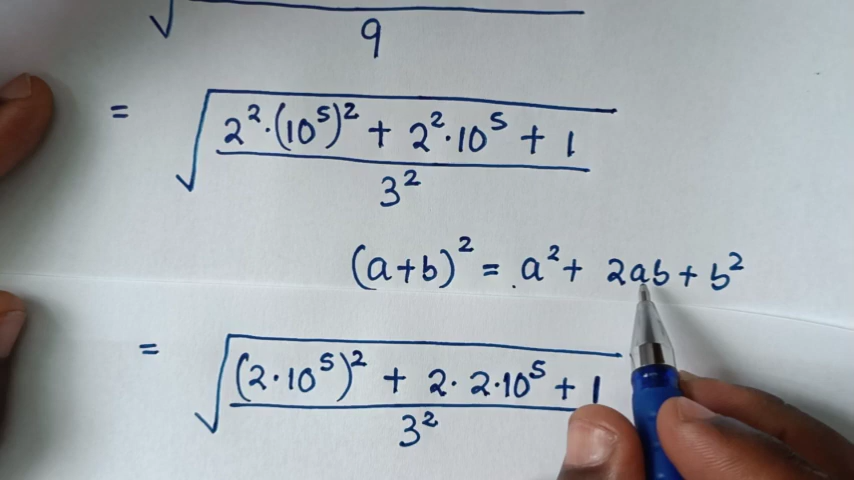 √ 9
= √((2²·(10⁵)² + 2²·10⁵ + 1) / 3²)
(a+b)² = a² + 2ab + b²
= √(((2·10⁵)² + 2·2·10⁵ + 1) / 3²)